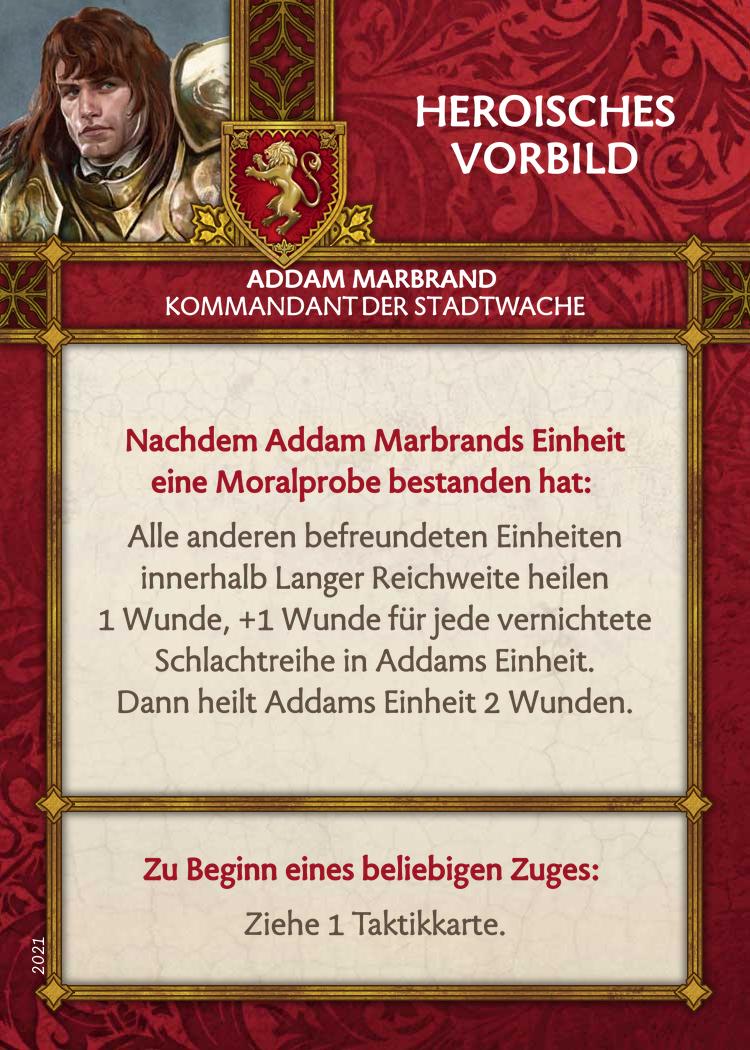 HEROISCHES
VORBILD
ADDAM MARBRAND
KOMMANDANT DER STADTWACHE
Nachdem Addam Marbrands Einheit
eine Moralprobe bestanden hat:
Alle anderen befreundeten Einheiten
innerhalb Langer Reichweite heilen
1 Wunde, +1 Wunde für jede vernichtete
Schlachtreihe in Addams Einheit.
Dann heilt Addams Einheit 2 Wunden.
Zu Beginn eines beliebigen Zuges:
Ziehe 1 Taktikkarte.
2021